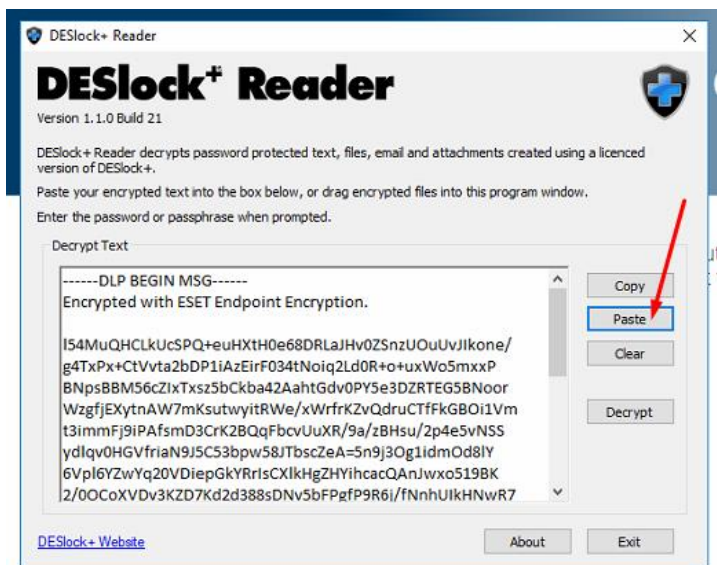 DESlock+ Reader
DESlock+ Reader
Version 1.1.0 Build 21
DESlock+ Reader decrypts password protected text, files, email and attachments created using a licenced
version of DESlock+.
Paste your encrypted text into the box below, or drag encrypted files into this program window.
Enter the password or passphrase when prompted.
Decrypt Text
------DLP BEGIN MSG------
Encrypted with ESET Endpoint Encryption.
l54MuQHCLkUcSPQ+euHXtH0e68DRLaJHv0ZSnzUOuUvJIkone/
g4TxPx+CtVvta2bDP1iAzEirF034tNoiq2Ld0R+o+uxWo5mxxP
BNpsBBM56cZIxTxsz5bCkba42AahtGdv0PY5e3DZRTEG5BNoor
WzgfjEXytnAW7mKsutwyitRWe/xWrfrKZvQdruCTfFkGBOi1Vm
t3immFj9iPAfsmD3CrK2BQqFbcvUuXR/9a/zBHsu/2p4e5vNSS
ydlqv0HGVfriaN9J5C53bpw58JTbscZeA=5n9j3Og1idmOd8lY
6Vpl6YZwYq20VDiepGkYRrIsCXlkHgZHYihcacQAnJwxo519BK
2/0OCoXVDv3KZD7Kd2d388sDNv5bFPgfP9R6j/fNnhUIkHNwR7
Copy
Paste
Clear
Decrypt
DESlock+ Website
About
Exit